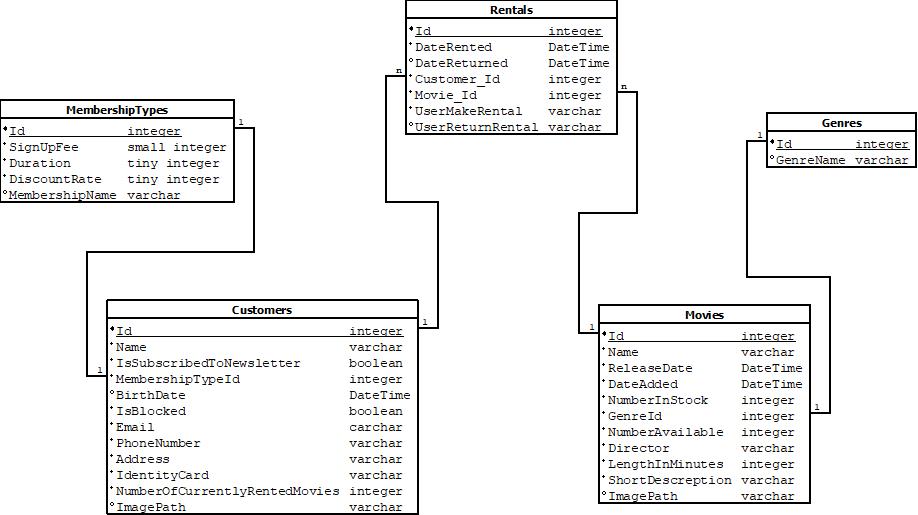 Rentals
Id integer
DateRented DateTime
DateReturned DateTime
Customer_Id integer
Movie_Id integer
UserMakeRental varchar
UserReturnRental varchar
n
n
MembershipTypes
Id integer
SignUpFee small integer
Duration tiny integer
DiscountRate tiny integer
MembershipName varchar
1
Genres
Id integer
GenreName varchar
1
Customers
Id integer
Name varchar
IsSubscribedToNewsletter boolean
MembershipTypeId integer
BirthDate DateTime
IsBlocked boolean
Email carchar
PhoneNumber varchar
Address varchar
IdentityCard varchar
NumberOfCurrentlyRentedMovies integer
ImagePath varchar
1
1
Movies
Id integer
Name varchar
ReleaseDate DateTime
DateAdded DateTime
NumberInStock integer
GenreId integer
NumberAvailable integer
Director varchar
LengthInMinutes integer
ShortDescreption varchar
ImagePath varchar
1
1